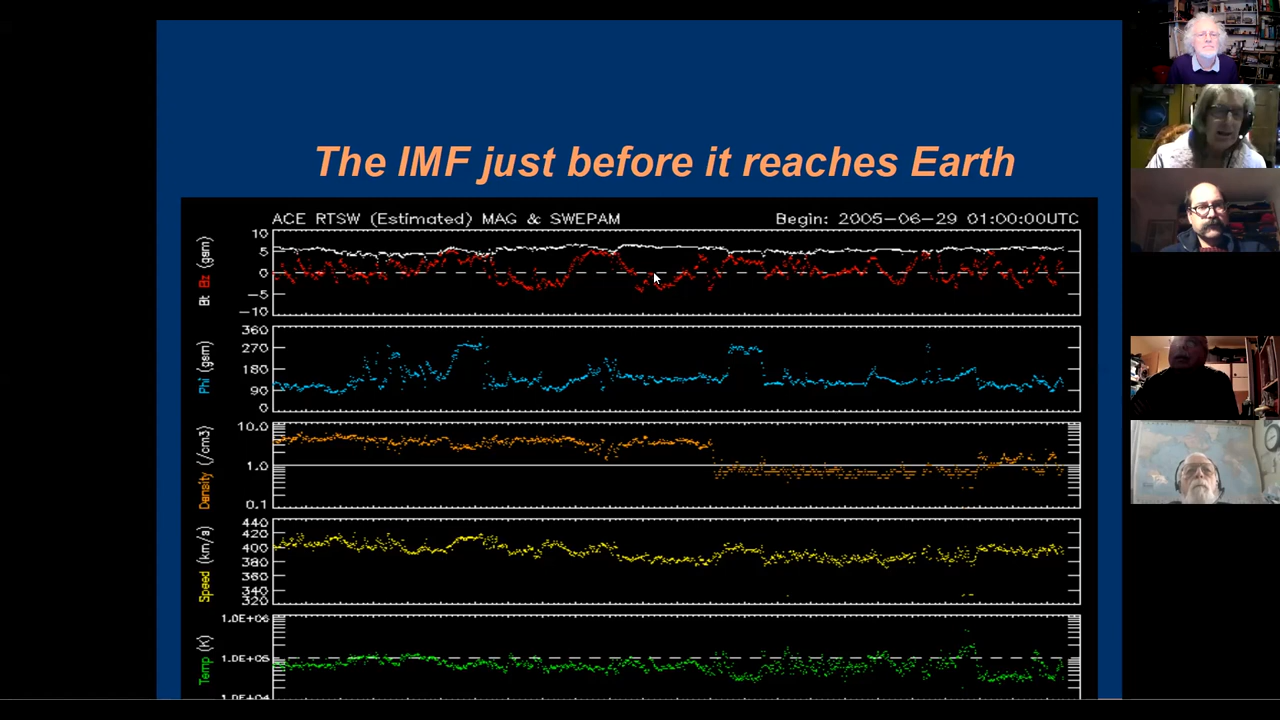 The IMF just before it reaches Earth
ACE RTSW (Estimated) MAG & SWEPAM Begin: 2005-06-29 01:00:00UTC
Bt Bz (gsm)
10
5
0
-5
-10
Phi (gsm)
360
270
180
90
0
Density (/cm3)
10.0
1.0
0.1
Speed (km/s)
440
420
400
380
360
340
320
Temp (K)
1.0E+06
1.0E+05
1.0E+04